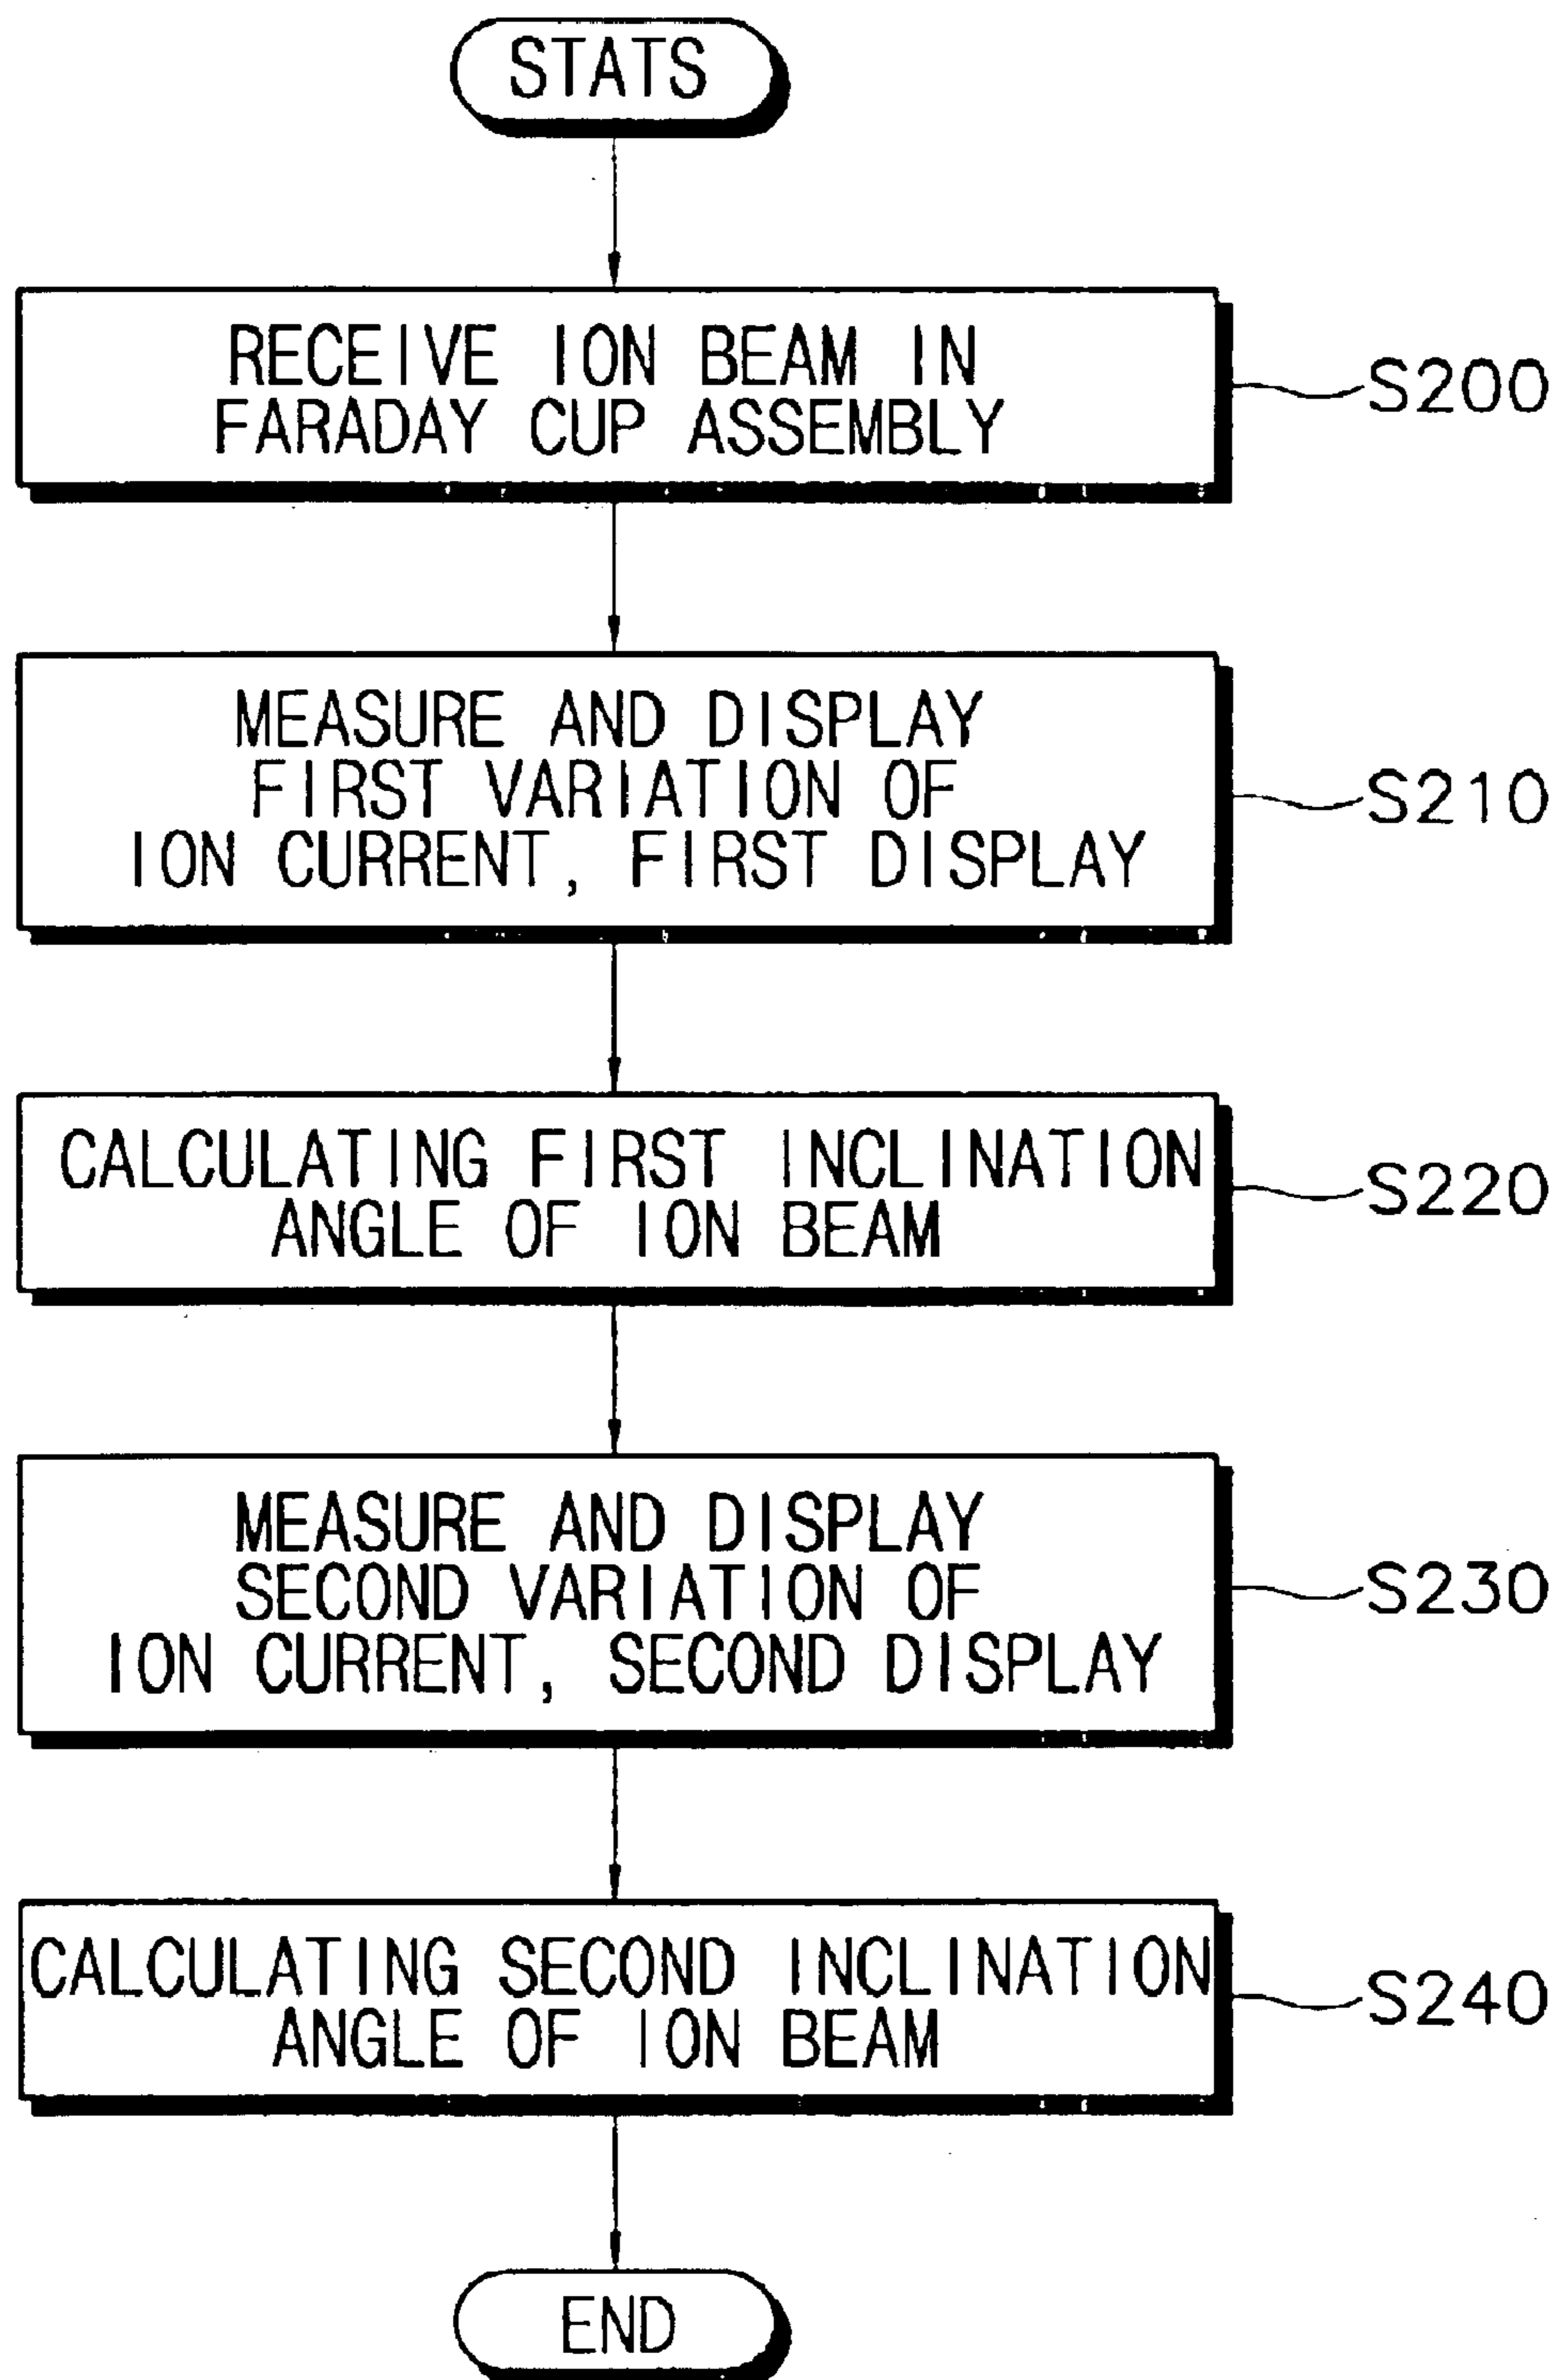 STATS
RECEIVE ION BEAM IN
FARADAY CUP ASSEMBLY
S200
MEASURE AND DISPLAY
FIRST VARIATION OF
ION CURRENT, FIRST DISPLAY
S210
CALCULATING FIRST INCLINATION
ANGLE OF ION BEAM
S220
MEASURE AND DISPLAY
SECOND VARIATION OF
ION CURRENT, SECOND DISPLAY
S230
CALCULATING SECOND INCLINATION
ANGLE OF ION BEAM
S240
END